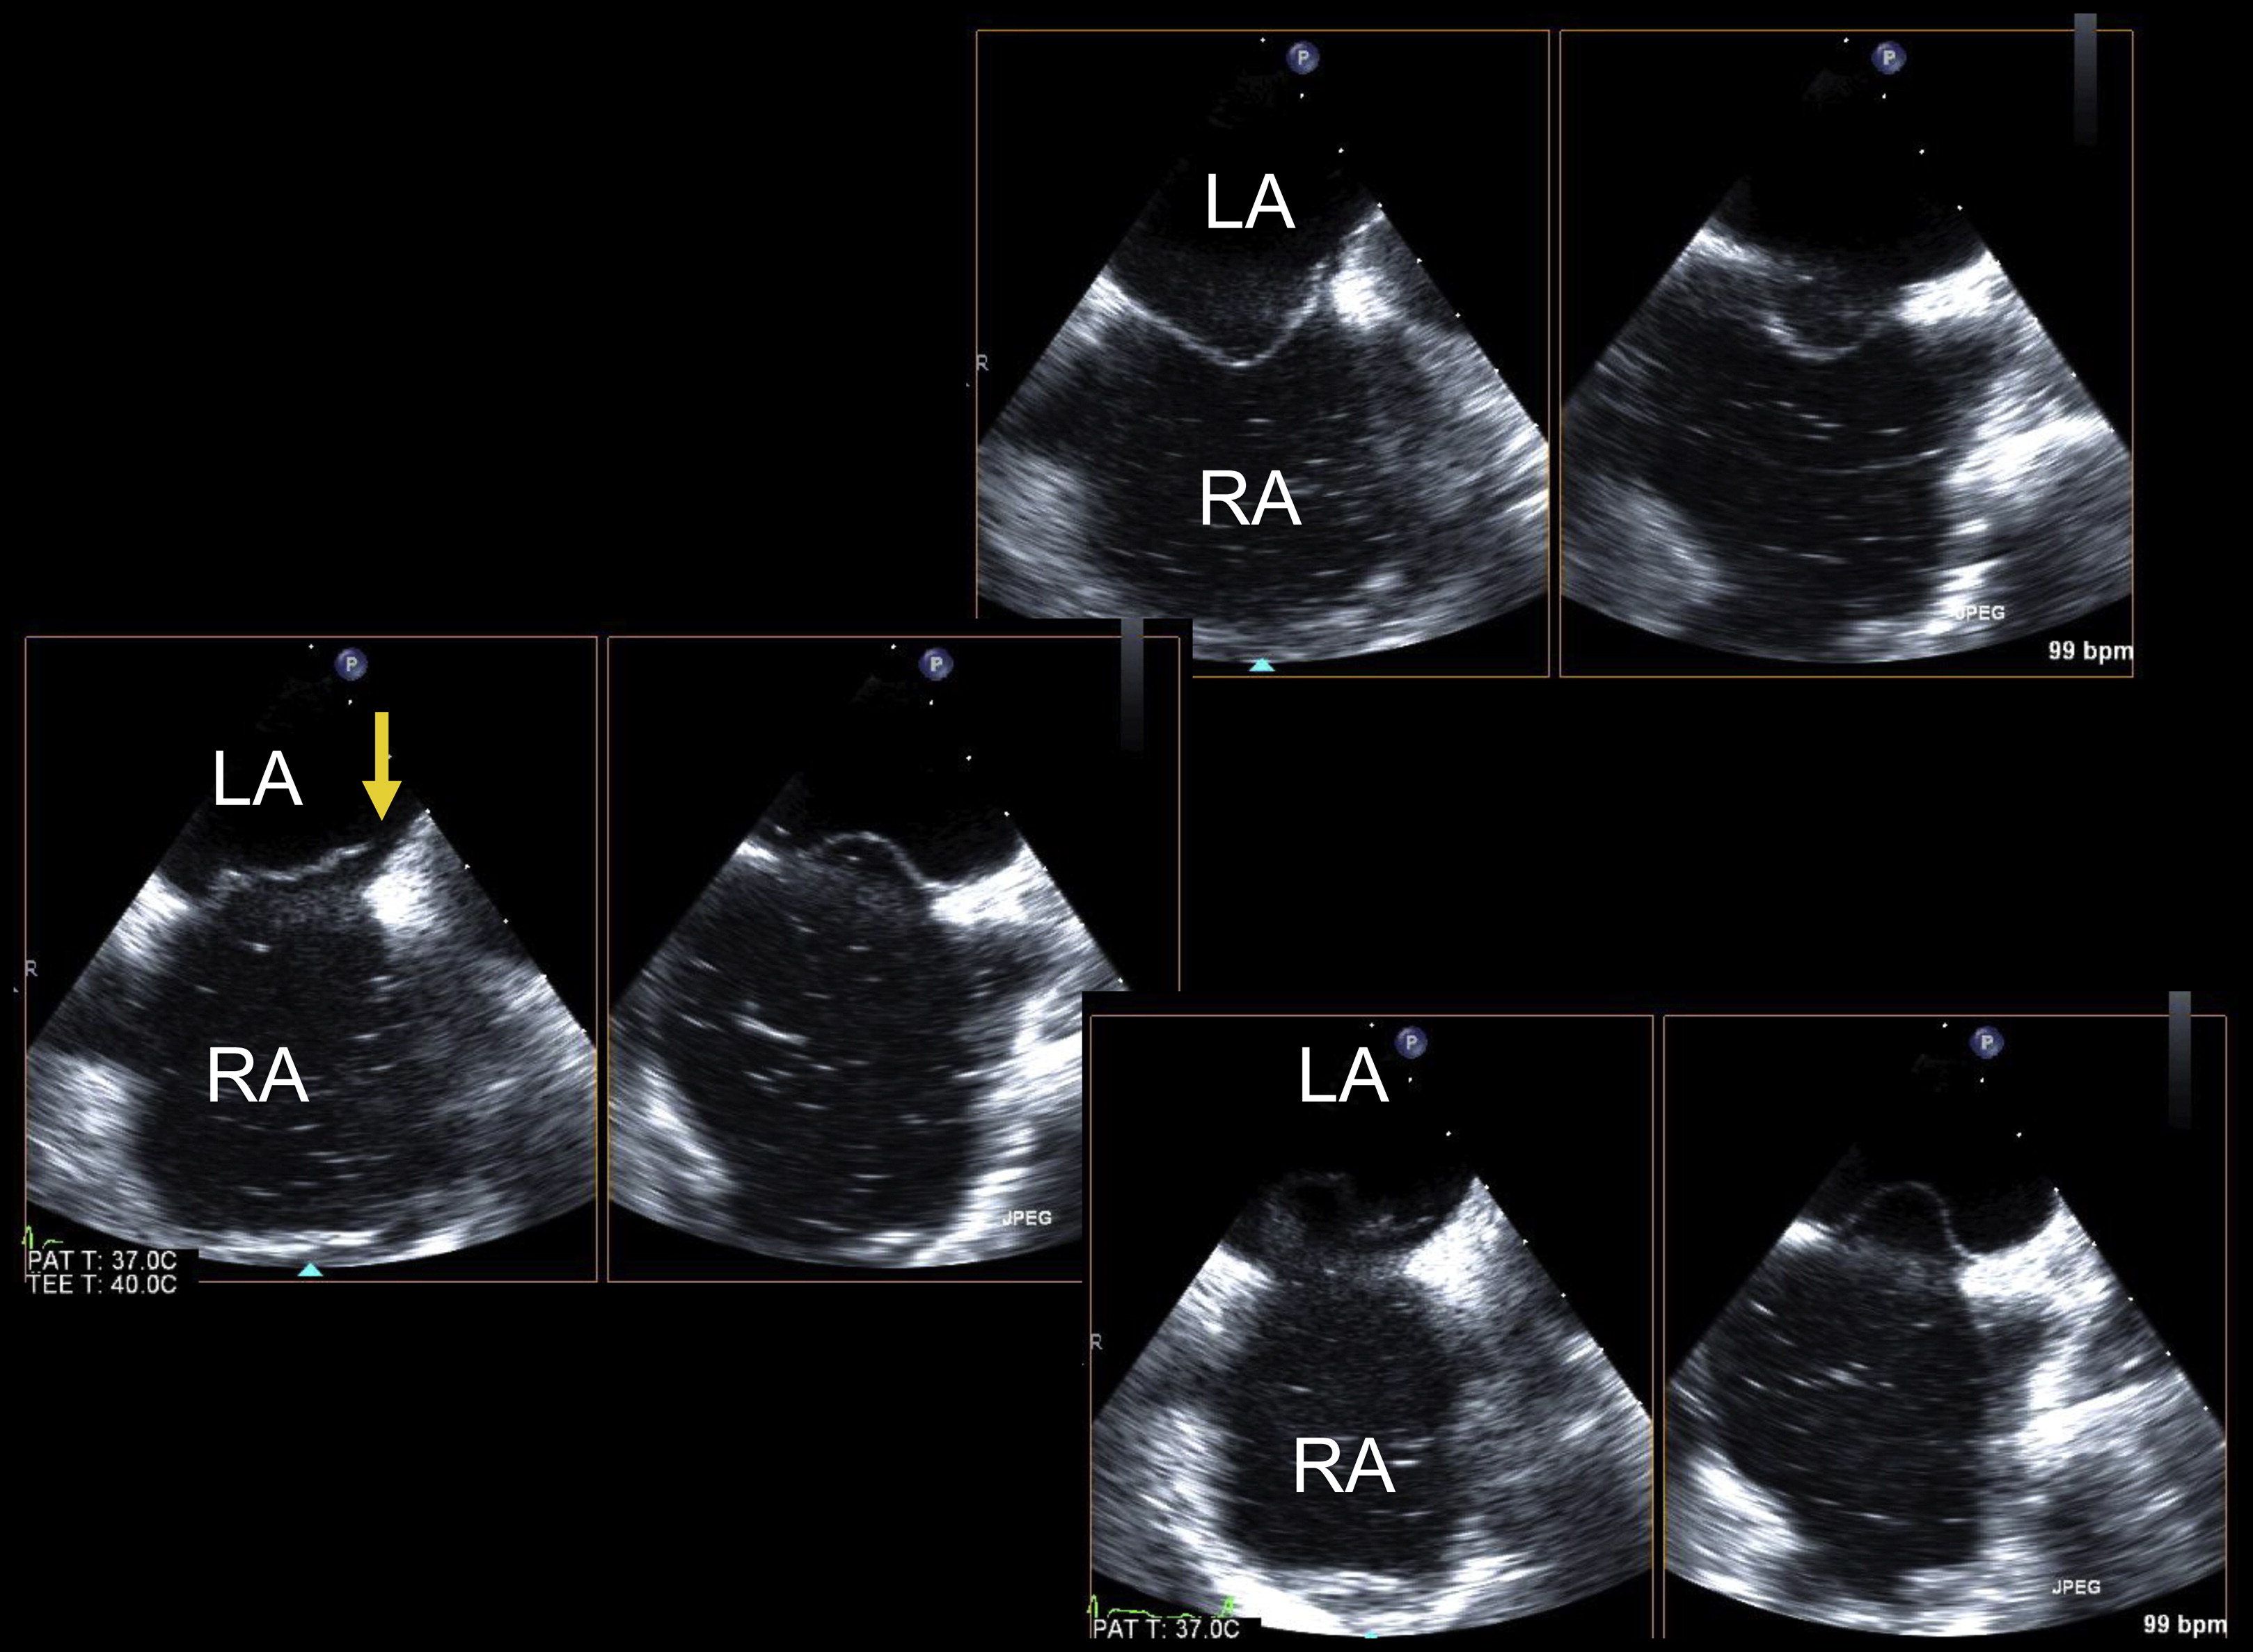 P
P
LA
R
RA
JPEG
99 bpm
P
P
LA
R
RA
JPEG
PAT T: 37.0C
TEE T: 40.0C
P
P
LA
R
RA
JPEG
PAT T: 37.0C
99 bpm